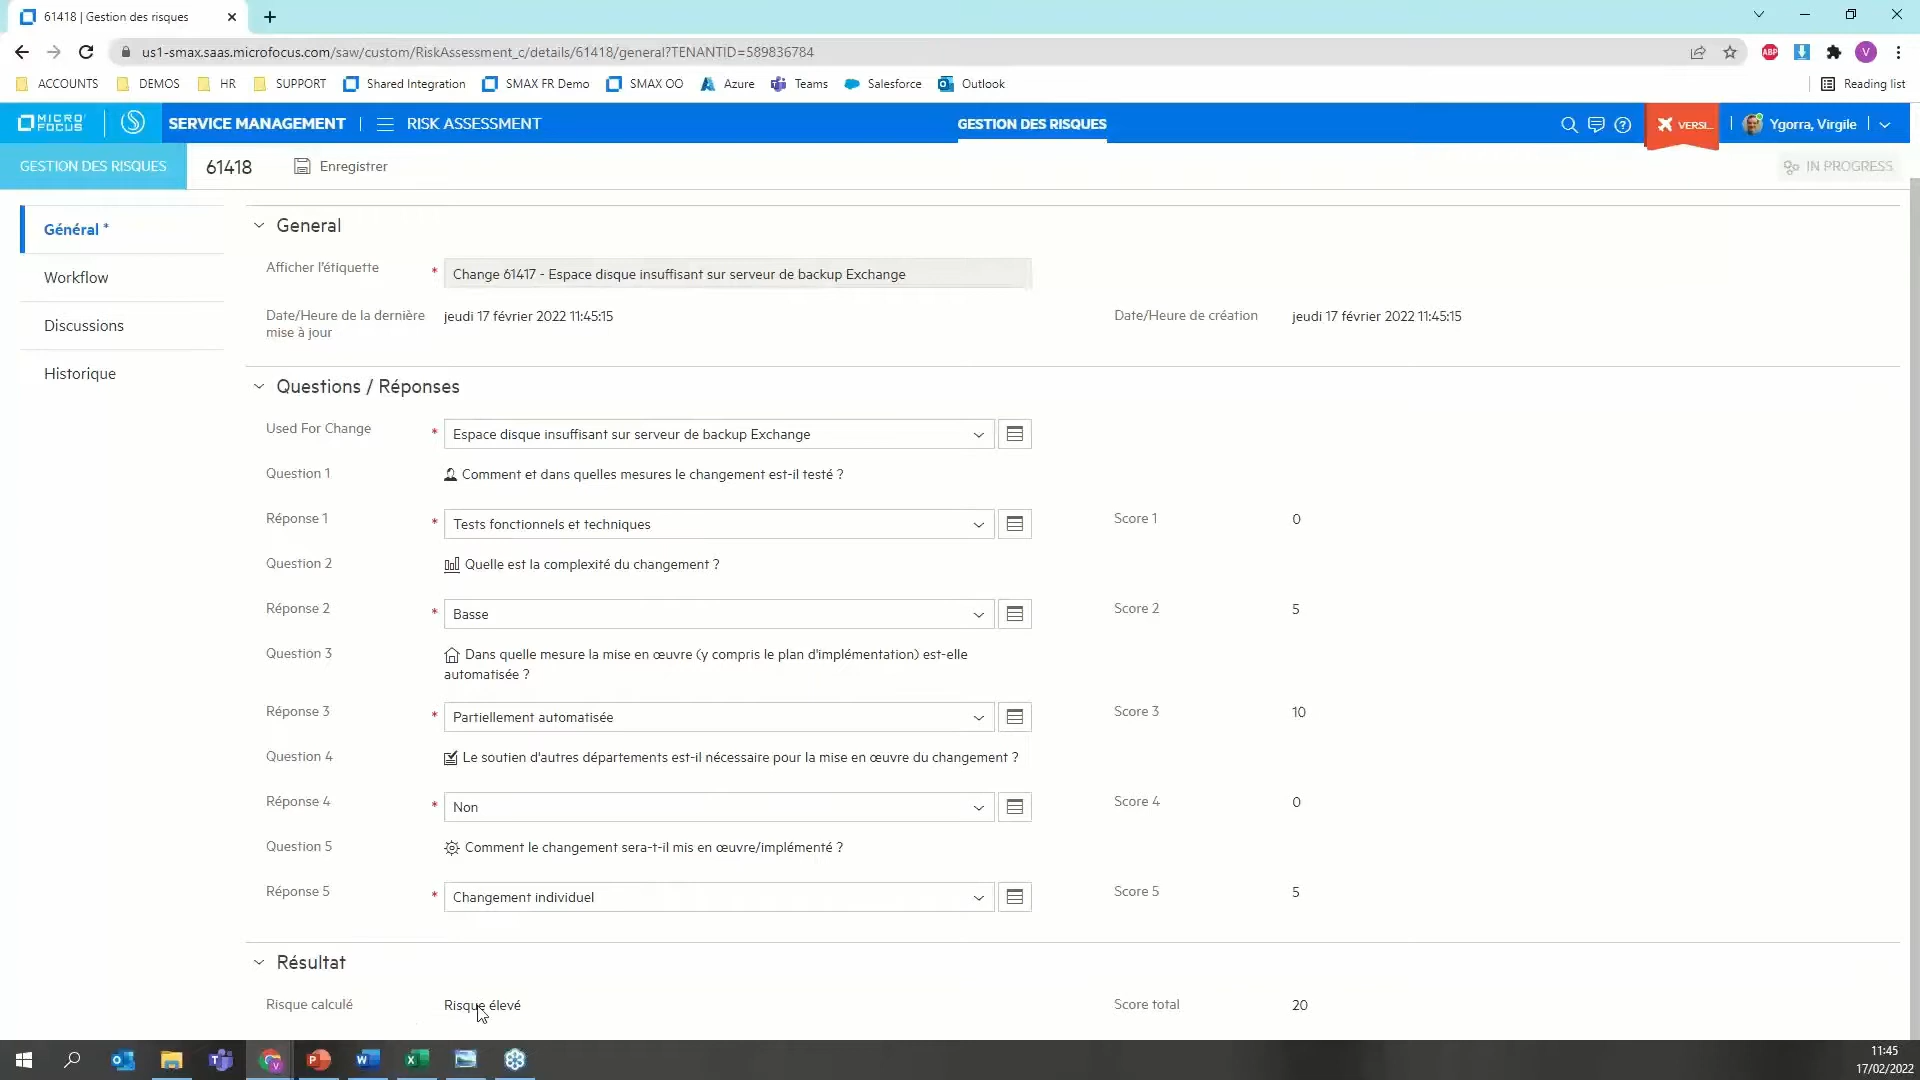 61418 | Gestion des risques
us1-smax.saas.microfocus.com/saw/custom/RiskAssessment_c/details/61418/general?TENANTID=589836784
ABP
V
ACCOUNTS DEMOS HR SUPPORT Shared Integration SMAX FR Demo SMAX OO Azure Teams Salesforce Outlook Reading list
MICRO FOCUS SERVICE MANAGEMENT | RISK ASSESSMENT GESTION DES RISQUES VERSI... Ygorra, Virgile
GESTION DES RISQUES 61418 Enregistrer IN PROGRESS
Général *
Workflow
Discussions
Historique
General
Afficher l'étiquette * Change 61417 - Espace disque insuffisant sur serveur de backup Exchange
Date/Heure de la dernière mise à jour jeudi 17 février 2022 11:45:15 Date/Heure de création jeudi 17 février 2022 11:45:15
Questions / Réponses
Used For Change * Espace disque insuffisant sur serveur de backup Exchange
Question 1 Comment et dans quelles mesures le changement est-il testé ?
Réponse 1 * Tests fonctionnels et techniques Score 1 0
Question 2 Quelle est la complexité du changement ?
Réponse 2 * Basse Score 2 5
Question 3 Dans quelle mesure la mise en œuvre (y compris le plan d'implémentation) est-elle
automatisée ?
Réponse 3 * Partiellement automatisée Score 3 10
Question 4 Le soutien d'autres départements est-il nécessaire pour la mise en œuvre du changement ?
Réponse 4 * Non Score 4 0
Question 5 Comment le changement sera-t-il mis en œuvre/implémenté ?
Réponse 5 * Changement individuel Score 5 5
Résultat
Risque calculé Risque élevé Score total 20
11:45
17/02/2022